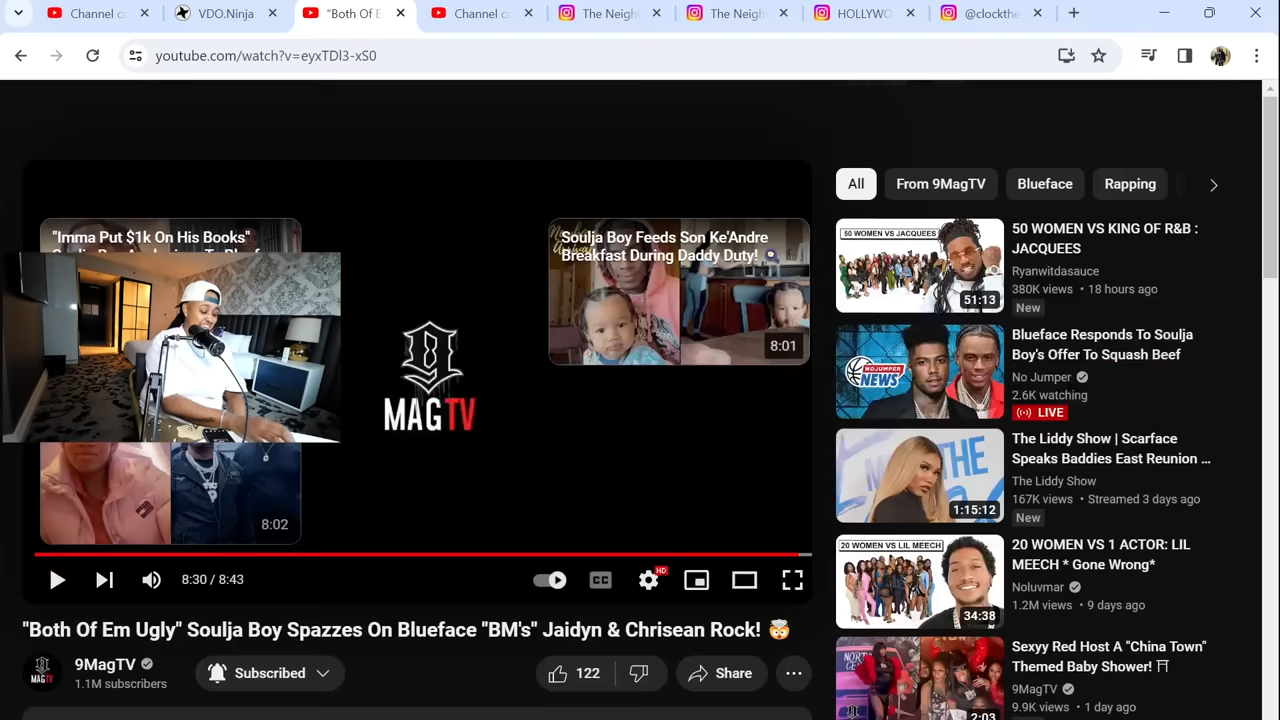 Channel c
VDO.Ninja
"Both Of E
Channel c
The Neigh
The Neigh
HOLLYWO
@clockthe
youtube.com/watch?v=eyxTDl3-xS0
"Imma Put $1k On His Books"
Soulja Boy Feeds Son Ke'Andre
Breakfast During Daddy Duty!
8:01
MAGTV
8:02
8:30 / 8:43
CC
HD
"Both Of Em Ugly" Soulja Boy Spazzes On Blueface "BM's" Jaidyn & Chrisean Rock! 🤯
MAGTV
9MagTV
1.1M subscribers
Subscribed
122
Share
All
From 9MagTV
Blueface
Rapping
50 WOMEN VS JACQUEES
51:13
50 WOMEN VS KING OF R&B :
JACQUEES
Ryanwitdasauce
380K views • 18 hours ago
New
NOJUMPER
NEWS
Blueface Responds To Soulja
Boy's Offer To Squash Beef
No Jumper
2.6K watching
LIVE
THE
1:15:12
The Liddy Show | Scarface
Speaks Baddies East Reunion ...
The Liddy Show
167K views • Streamed 3 days ago
New
20 WOMEN VS LIL MEECH
34:38
20 WOMEN VS 1 ACTOR: LIL
MEECH * Gone Wrong*
Noluvmar
1.2M views • 9 days ago
2:03
Sexyy Red Host A "China Town"
Themed Baby Shower! ⛩
9MagTV
9.9K views • 1 day ago